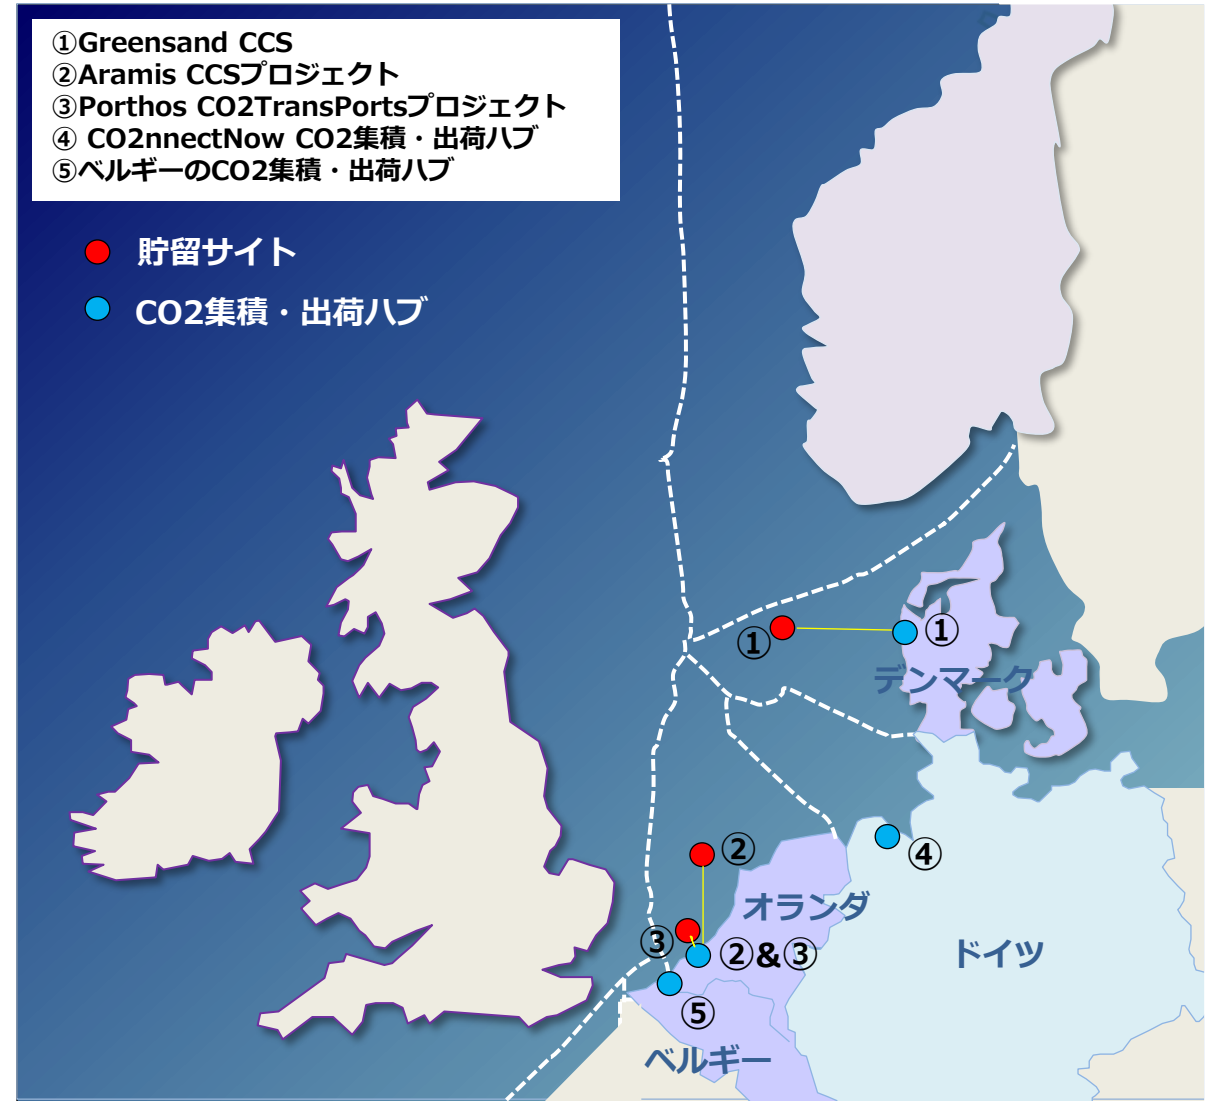 ①Greensand CCS
②Aramis CCSプロジェクト
③Porthos CO2TransPortsプロジェクト
④ CO2nnectNow CO2集積・出荷ハブ
⑤ベルギーのCO2集積・出荷ハブ
貯留サイト
CO2集積・出荷ハブ
①
①
デンマーク
②
④
オランダ
③
②&③
ドイツ
⑤
ベルギー